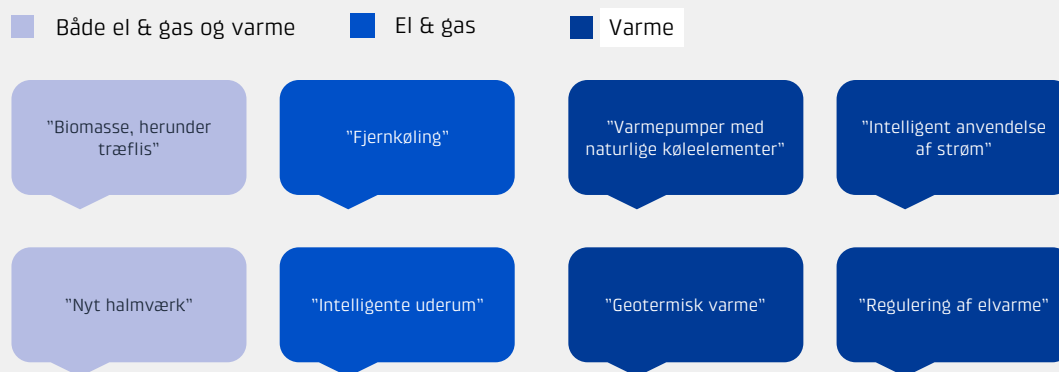 Både el & gas og varme
El & gas
Varme
”Biomasse, herunder
træflis”
”Fjernkøling”
”Varmepumper med
naturlige køleelementer”
”Intelligent anvendelse
af strøm”
”Nyt halmværk”
”Intelligente uderum”
”Geotermisk varme”
”Regulering af elvarme”